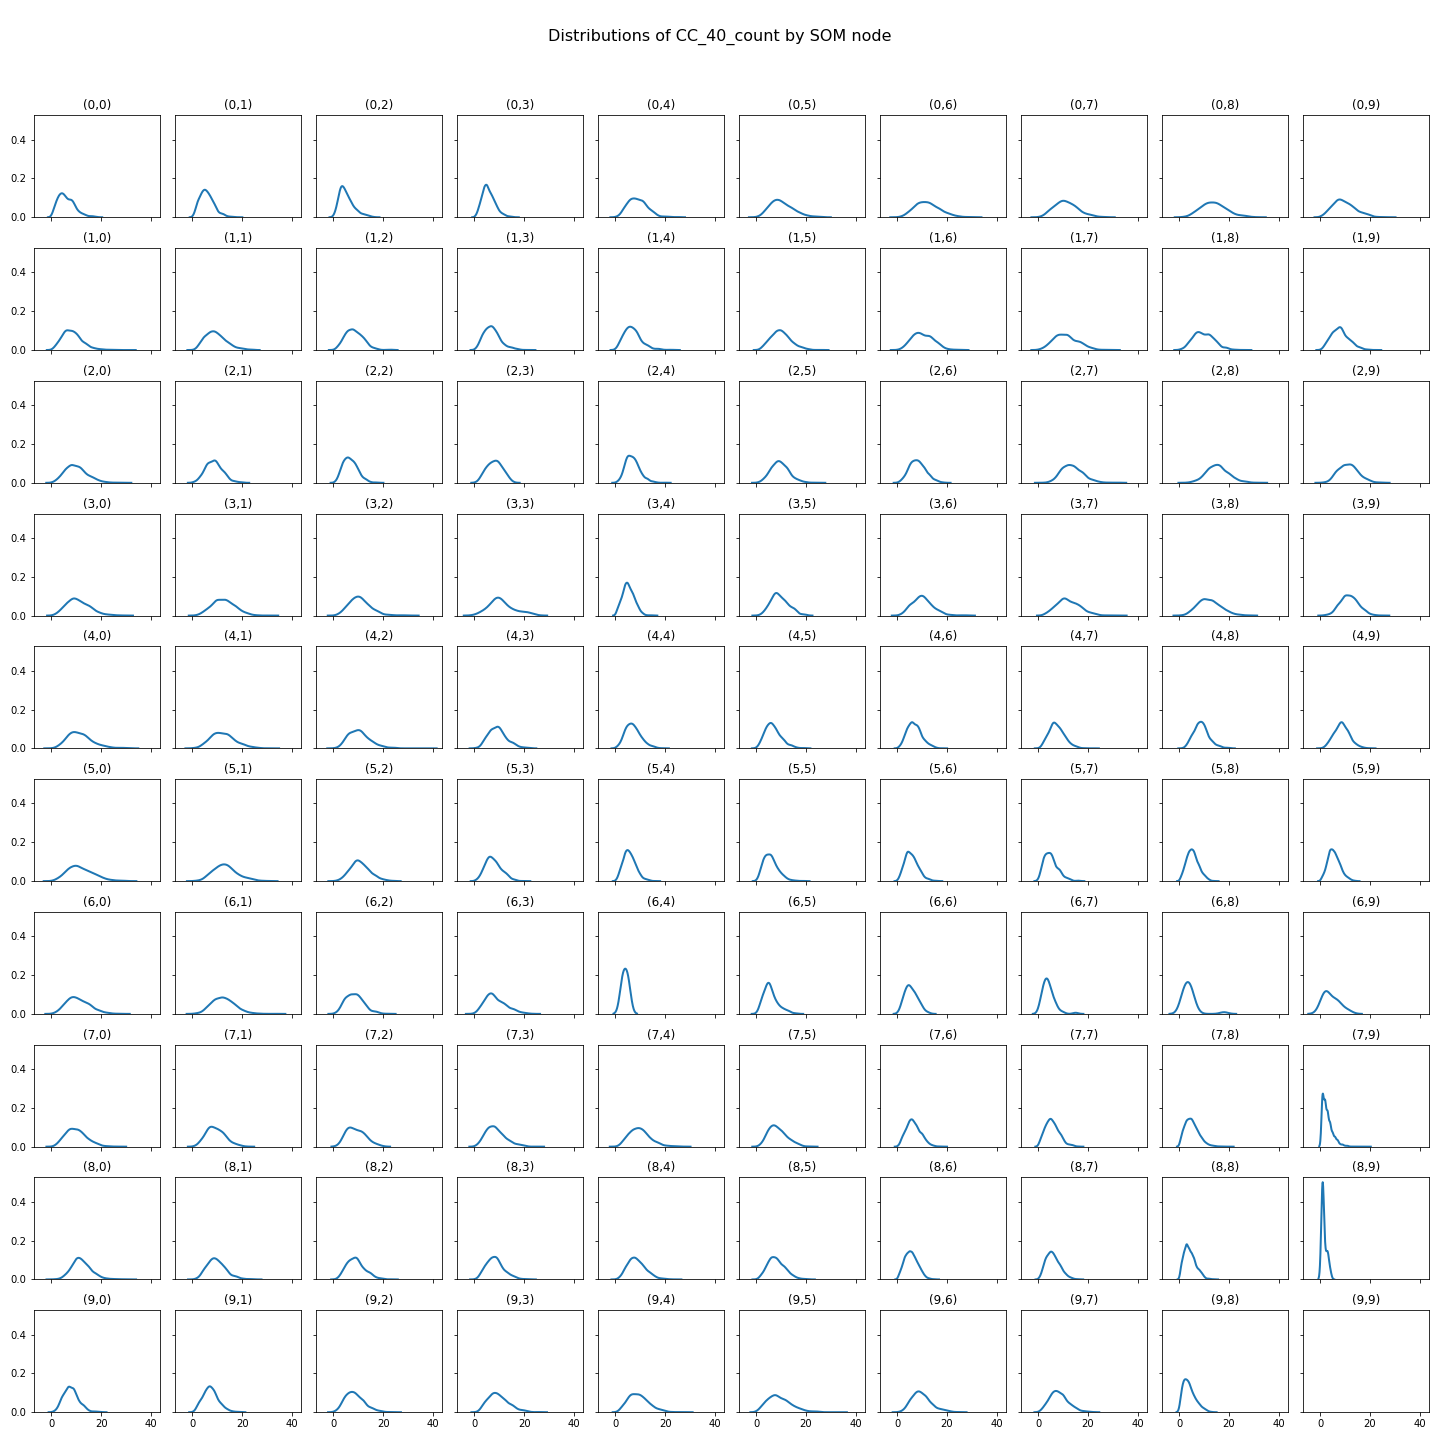 Distributions of CC_40_count by SOM node
(0,0) (0,1) (0,2) (0,3) (0,4) (0,5) (0,6) (0,7) (0,8) (0,9)
0.4
0.2
0.0
(1,0) (1,1) (1,2) (1,3) (1,4) (1,5) (1,6) (1,7) (1,8) (1,9)
0.4
0.2
0.0
(2,0) (2,1) (2,2) (2,3) (2,4) (2,5) (2,6) (2,7) (2,8) (2,9)
0.4
0.2
0.0
(3,0) (3,1) (3,2) (3,3) (3,4) (3,5) (3,6) (3,7) (3,8) (3,9)
0.4
0.2
0.0
(4,0) (4,1) (4,2) (4,3) (4,4) (4,5) (4,6) (4,7) (4,8) (4,9)
0.4
0.2
0.0
(5,0) (5,1) (5,2) (5,3) (5,4) (5,5) (5,6) (5,7) (5,8) (5,9)
0.4
0.2
0.0
(6,0) (6,1) (6,2) (6,3) (6,4) (6,5) (6,6) (6,7) (6,8) (6,9)
0.4
0.2
0.0
(7,0) (7,1) (7,2) (7,3) (7,4) (7,5) (7,6) (7,7) (7,8) (7,9)
0.4
0.2
0.0
(8,0) (8,1) (8,2) (8,3) (8,4) (8,5) (8,6) (8,7) (8,8) (8,9)
0.4
0.2
0.0
(9,0) (9,1) (9,2) (9,3) (9,4) (9,5) (9,6) (9,7) (9,8) (9,9)
0.4
0.2
0.0
0 20 40 0 20 40 0 20 40 0 20 40 0 20 40 0 20 40 0 20 40 0 20 40 0 20 40 0 20 40